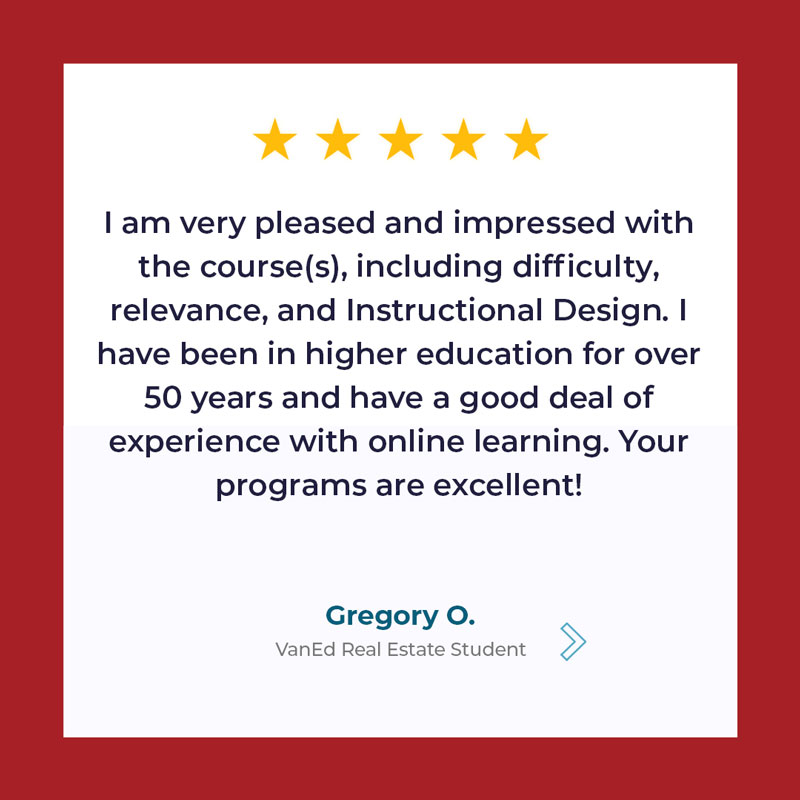 I am very pleased and impressed with
the course(s), including difficulty,
relevance, and Instructional Design. I
have been in higher education for over
50 years and have a good deal of
experience with online learning. Your
programs are excellent!
Gregory O.
VanEd Real Estate Student